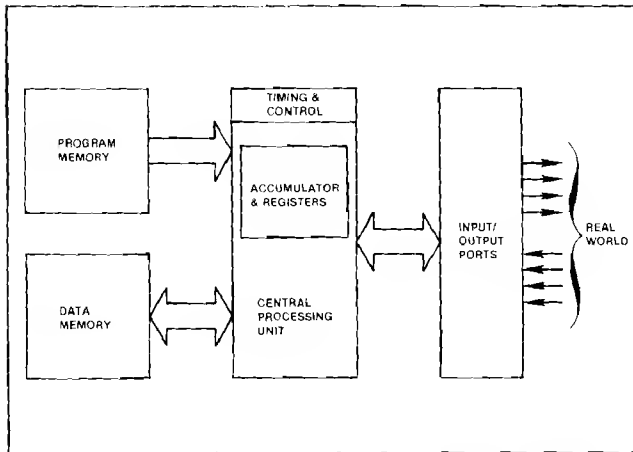 PROGRAM
MEMORY
DATA
MEMORY
TIMING &
CONTROL
ACCUMULATOR
& REGISTERS
CENTRAL
PROCESSING
UNIT
INPUT/
OUTPUT
PORTS
REAL
WORLD